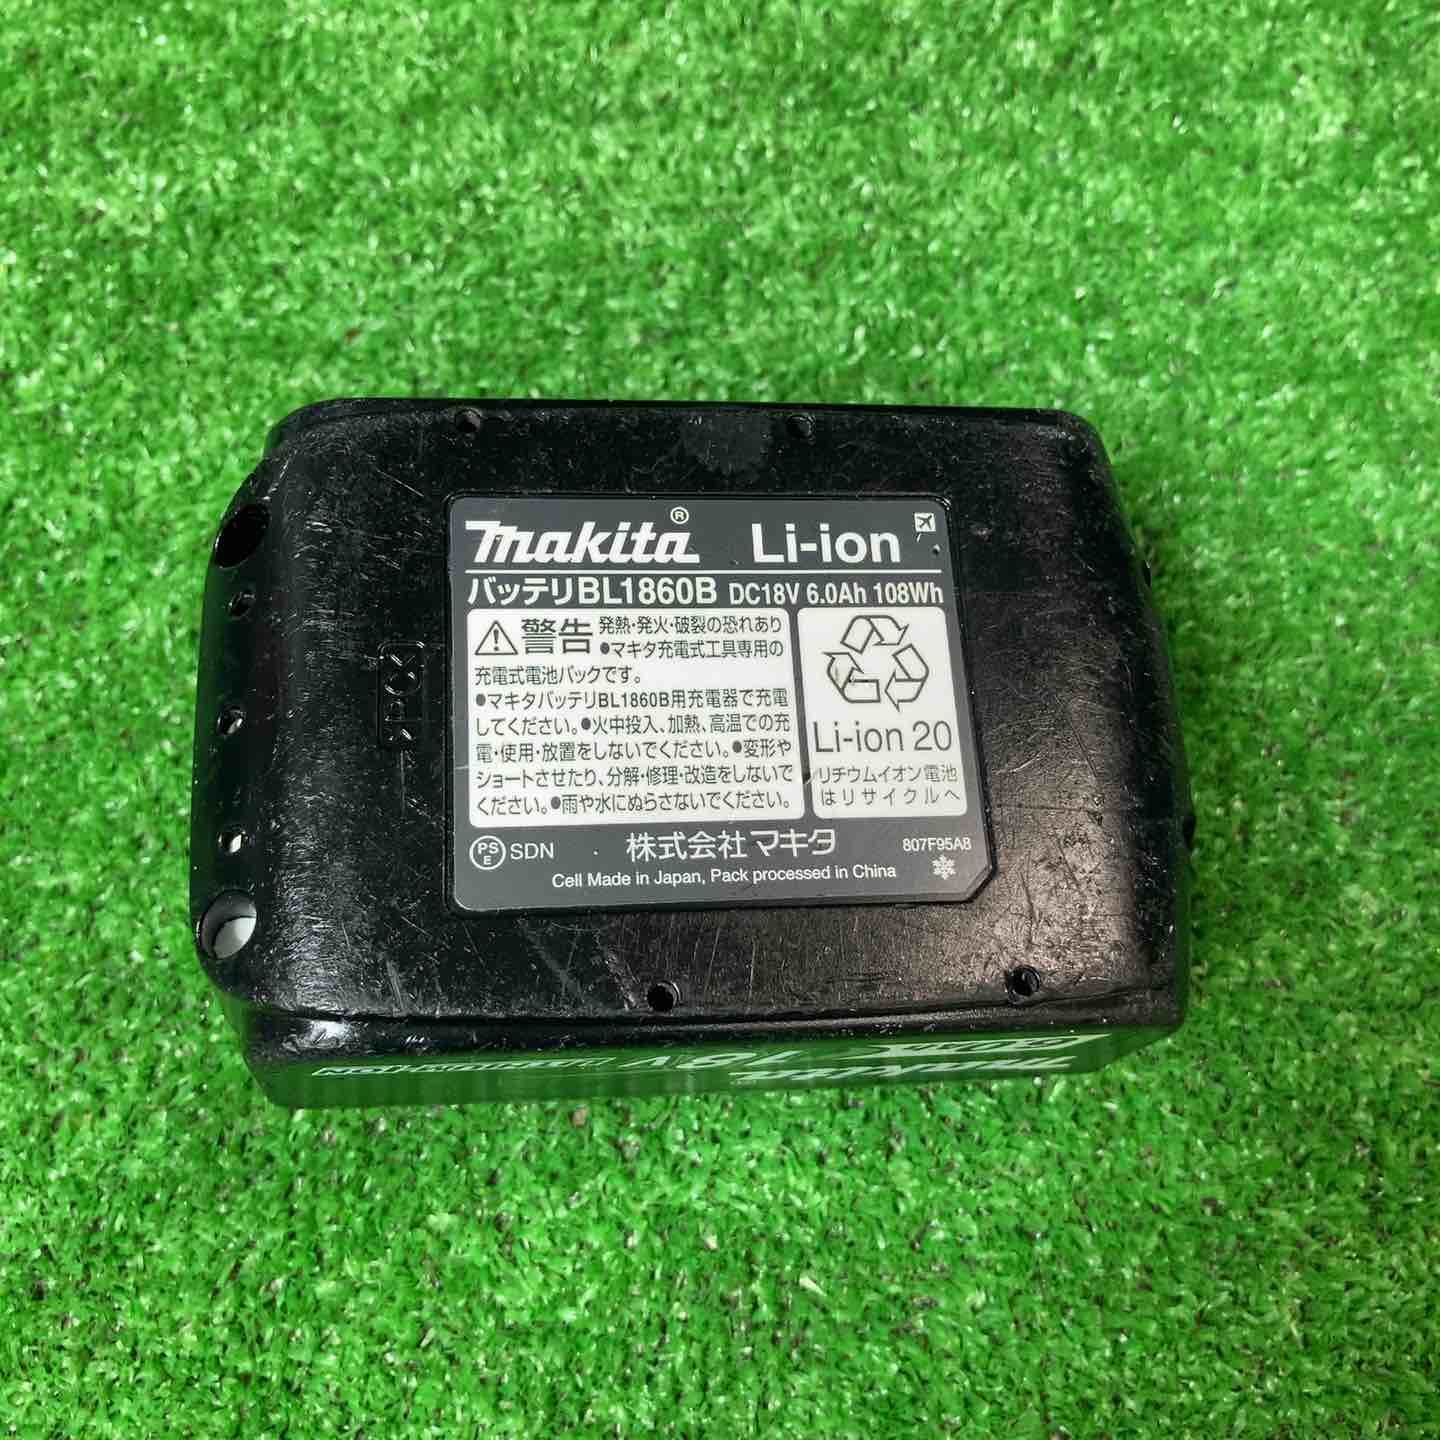 makita®
Li-ion
バッテリBL1860B DC18V 6.0Ah 108Wh
警告 発熱・発火・破裂の恐れあり
●マキタ充電式工具専用の
充電式電池パックです。
●マキタバッテリBL1860B用充電器で充電
してください。●火中投入、加熱、高温での充
電・使用・放置をしないでください。●変形や
ショートさせたり、分解・修理・改造をしないで
ください。●雨や水にぬらさないでください。
Li-ion 20
リチウムイオン電池
はリサイクルへ
PS
E
SDN
株式会社マキタ
807F95A8
Cell Made in Japan, Pack processed in China
>PC<
makita
18V